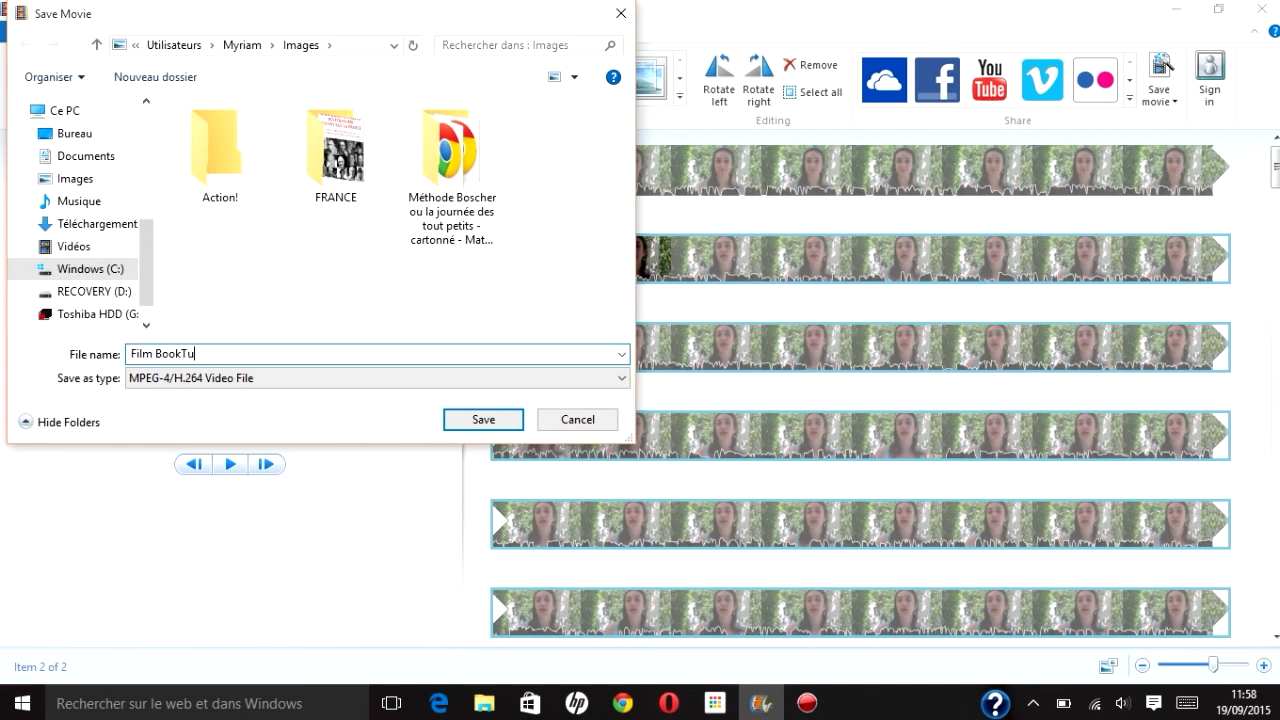 Save Movie
« Utilisateurs > Myriam > Images >
Rechercher dans : Images
Organiser
Nouveau dossier
Ce PC
Bureau
Documents
Images
Musique
Téléchargement
Vidéos
Windows (C:)
RECOVERY (D:)
Toshiba HDD (G:
Action!
FRANCE
Méthode Boscher
ou la journée des
tout petits -
cartonné - Mat...
File name: Film BookTu
Save as type: MPEG-4/H.264 Video File
Hide Folders
Save
Cancel
Rotate
left
Rotate
right
Remove
Select all
Editing
You
Tube
Save
movie
Sign
in
Share
Item 2 of 2
Rechercher sur le web et dans Windows
11:58
19/09/2015